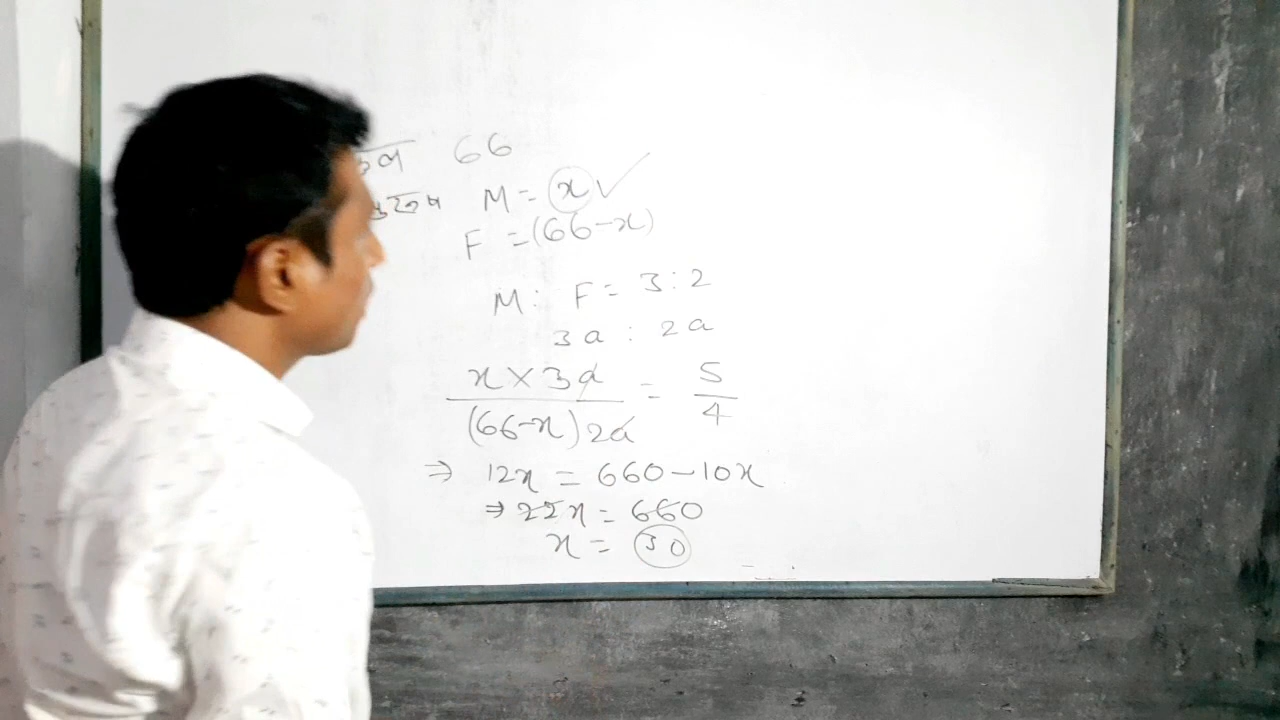 66
M = x ✓
F = (66-x)
M : F = 3 : 2
3a : 2a
x × 3a / (66-x) 2a = 5/4
⇒ 12x = 660 - 10x
⇒ 22x = 660
x = 30